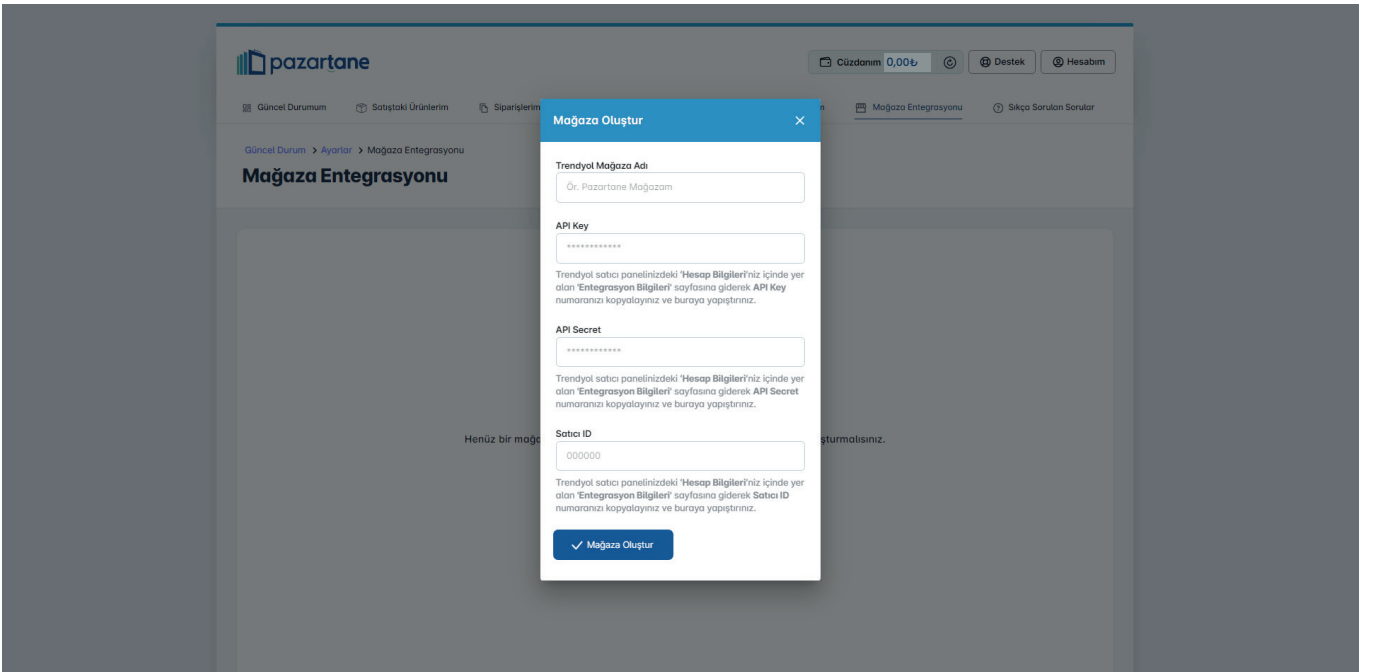 pazartane
Cüzdanım 0,00₺
Destek
Hesabım
Güncel Durumum
Satıştaki Ürünlerim
Siparişlerim
Mağaza Entegrasyonu
Sıkça Sorulan Sorular
Güncel Durum > Ayarlar > Mağaza Entegrasyonu
Mağaza Entegrasyonu
Mağaza Oluştur
Trendyol Mağaza Adı
Ör. Pazartane Mağazam
API Key
************
Trendyol satıcı panelinizdeki 'Hesap Bilgileri'niz içinde yer
alan 'Entegrasyon Bilgileri' sayfasına giderek API Key
numaranızı kopyalayınız ve buraya yapıştırınız.
API Secret
************
Trendyol satıcı panelinizdeki 'Hesap Bilgileri'niz içinde yer
alan 'Entegrasyon Bilgileri' sayfasına giderek API Secret
numaranızı kopyalayınız ve buraya yapıştırınız.
Henüz bir
Satıcı ID
000000
Trendyol satıcı panelinizdeki 'Hesap Bilgileri'niz içinde yer
alan 'Entegrasyon Bilgileri' sayfasına giderek Satıcı ID
numaranızı kopyalayınız ve buraya yapıştırınız.
Mağaza Oluştur